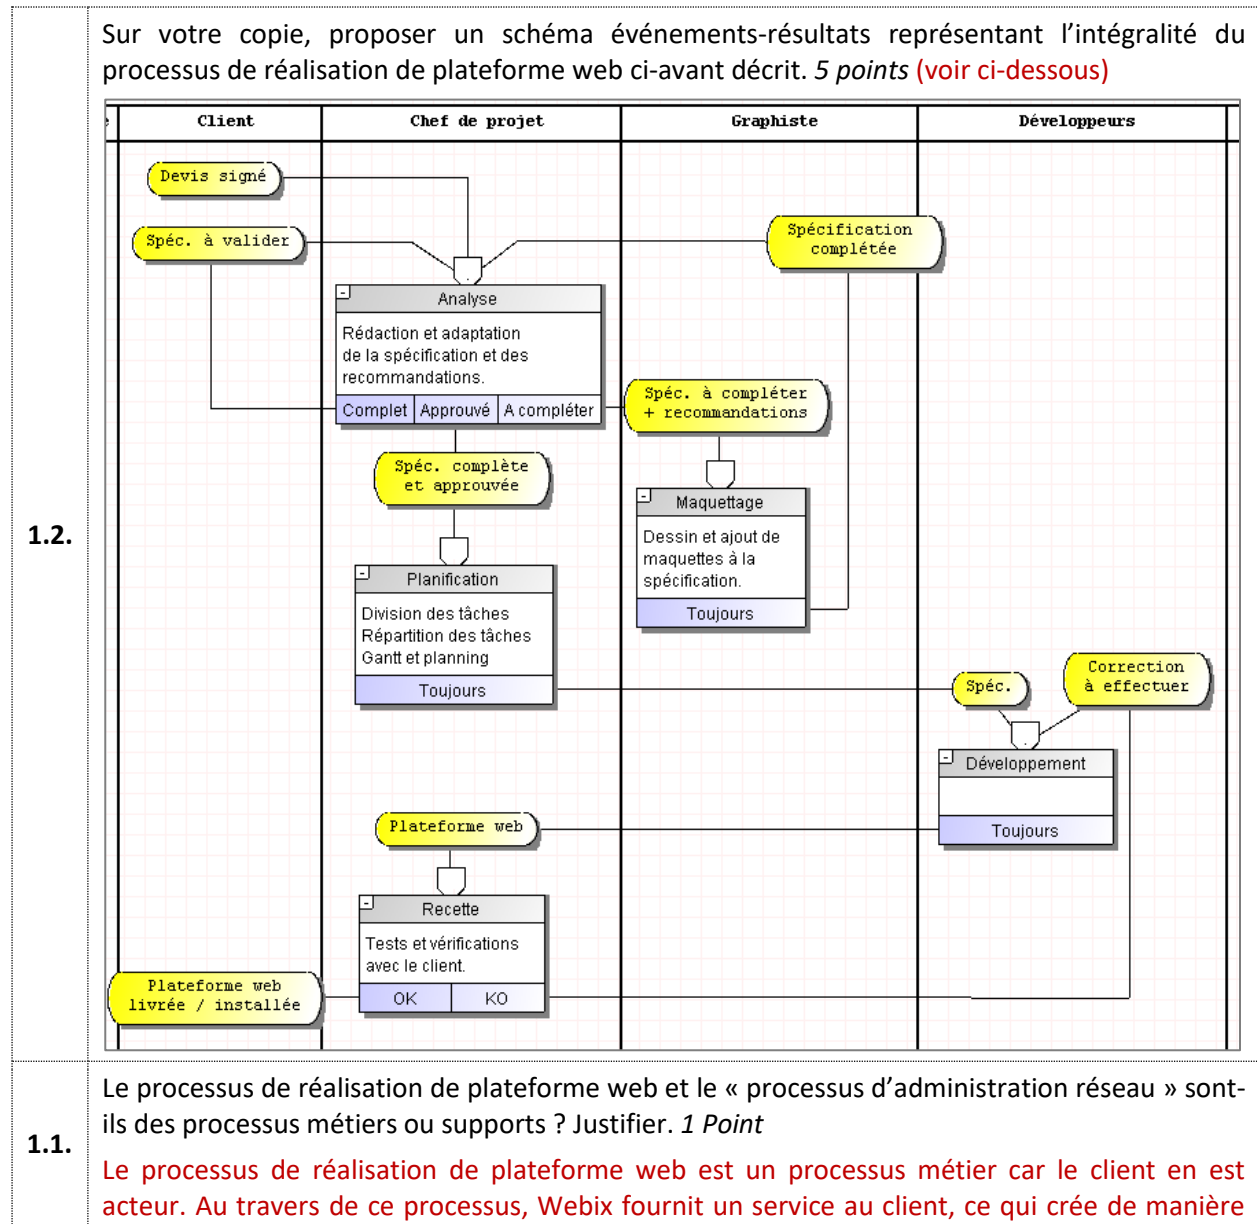 Sur votre copie, proposer un schéma événements-résultats représentant l’intégralité du
processus de réalisation de plateforme web ci-avant décrit. 5 points (voir ci-dessous)
Client
Chef de projet
Graphiste
Développeurs
Devis signé
Spéc. à valider
Spécification
complétée
Analyse
Rédaction et adaptation
de la spécification et des
recommandations.
Complet
Approuvé
A compléter
Spéc. à compléter
+ recommandations
Spéc. complète
et approuvée
Maquettage
Dessin et ajout de
maquettes à la
spécification.
Toujours
1.2.
Planification
Division des tâches
Répartition des tâches
Gantt et planning
Toujours
Spéc.
Correction
à effectuer
Développement
Toujours
Plateforme web
Recette
Tests et vérifications
avec le client.
OK
KO
Plateforme web
livrée / installée
1.1.
Le processus de réalisation de plateforme web et le « processus d’administration réseau » sont-
ils des processus métiers ou supports ? Justifier. 1 Point
Le processus de réalisation de plateforme web est un processus métier car le client en est
acteur. Au travers de ce processus, Webix fournit un service au client, ce qui crée de manière